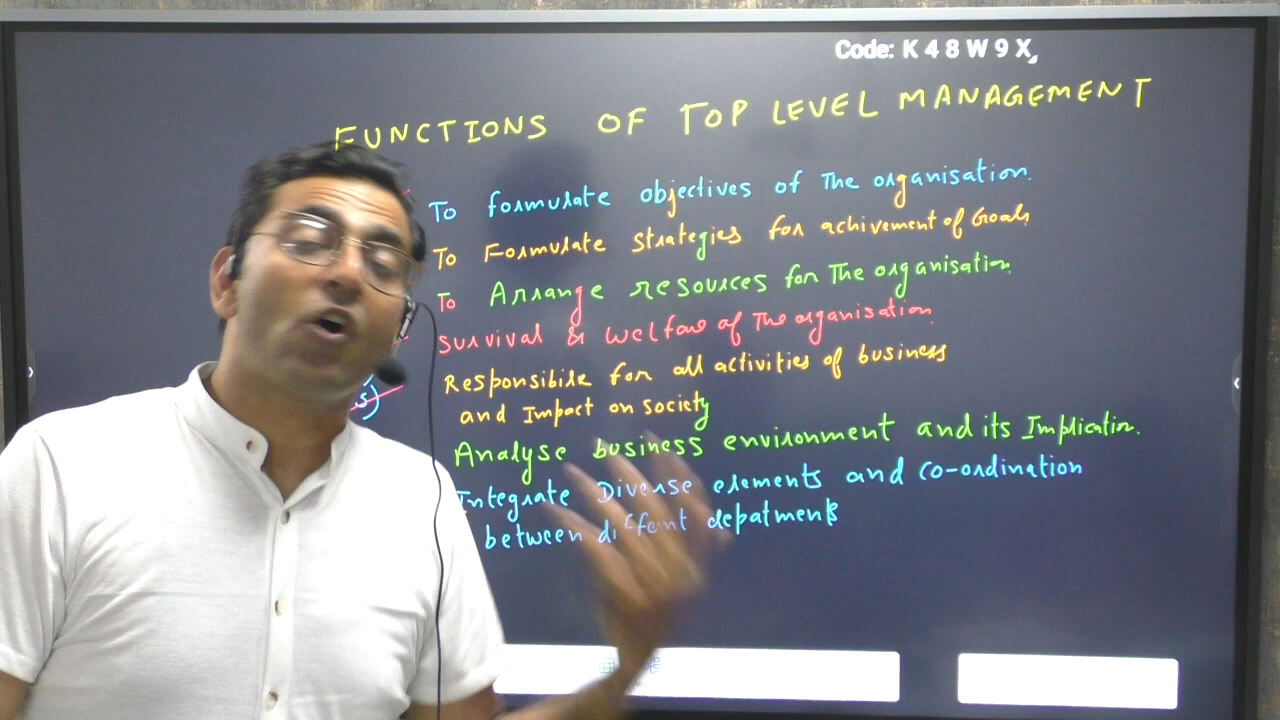 Code: K 4 8 W 9 X
FUNCTIONS OF TOP LEVEL MANAGEMENT
To formulate objectives of The organisation.
To Formulate strategies for achivement of Goals
To Arrange resources for The organisation.
Survival & welfare of The organisation.
5) Responsibile for all activities of business
and Impact on society
Analyse business environment and its Implication.
Integrate Diverse elements and co-ordination
between depatments